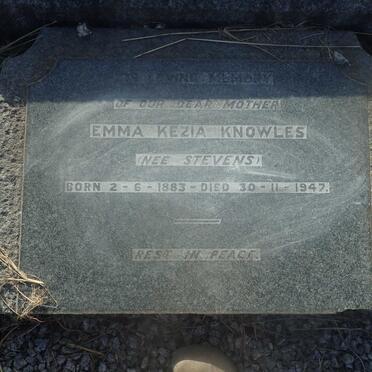 IN LOVING MEMORY
OF OUR DEAR MOTHER
EMMA KEZIA KNOWLES
(NEE STEVENS)
BORN 2-6-1883-DIED 30-11-1947.
REST IN PEACE.